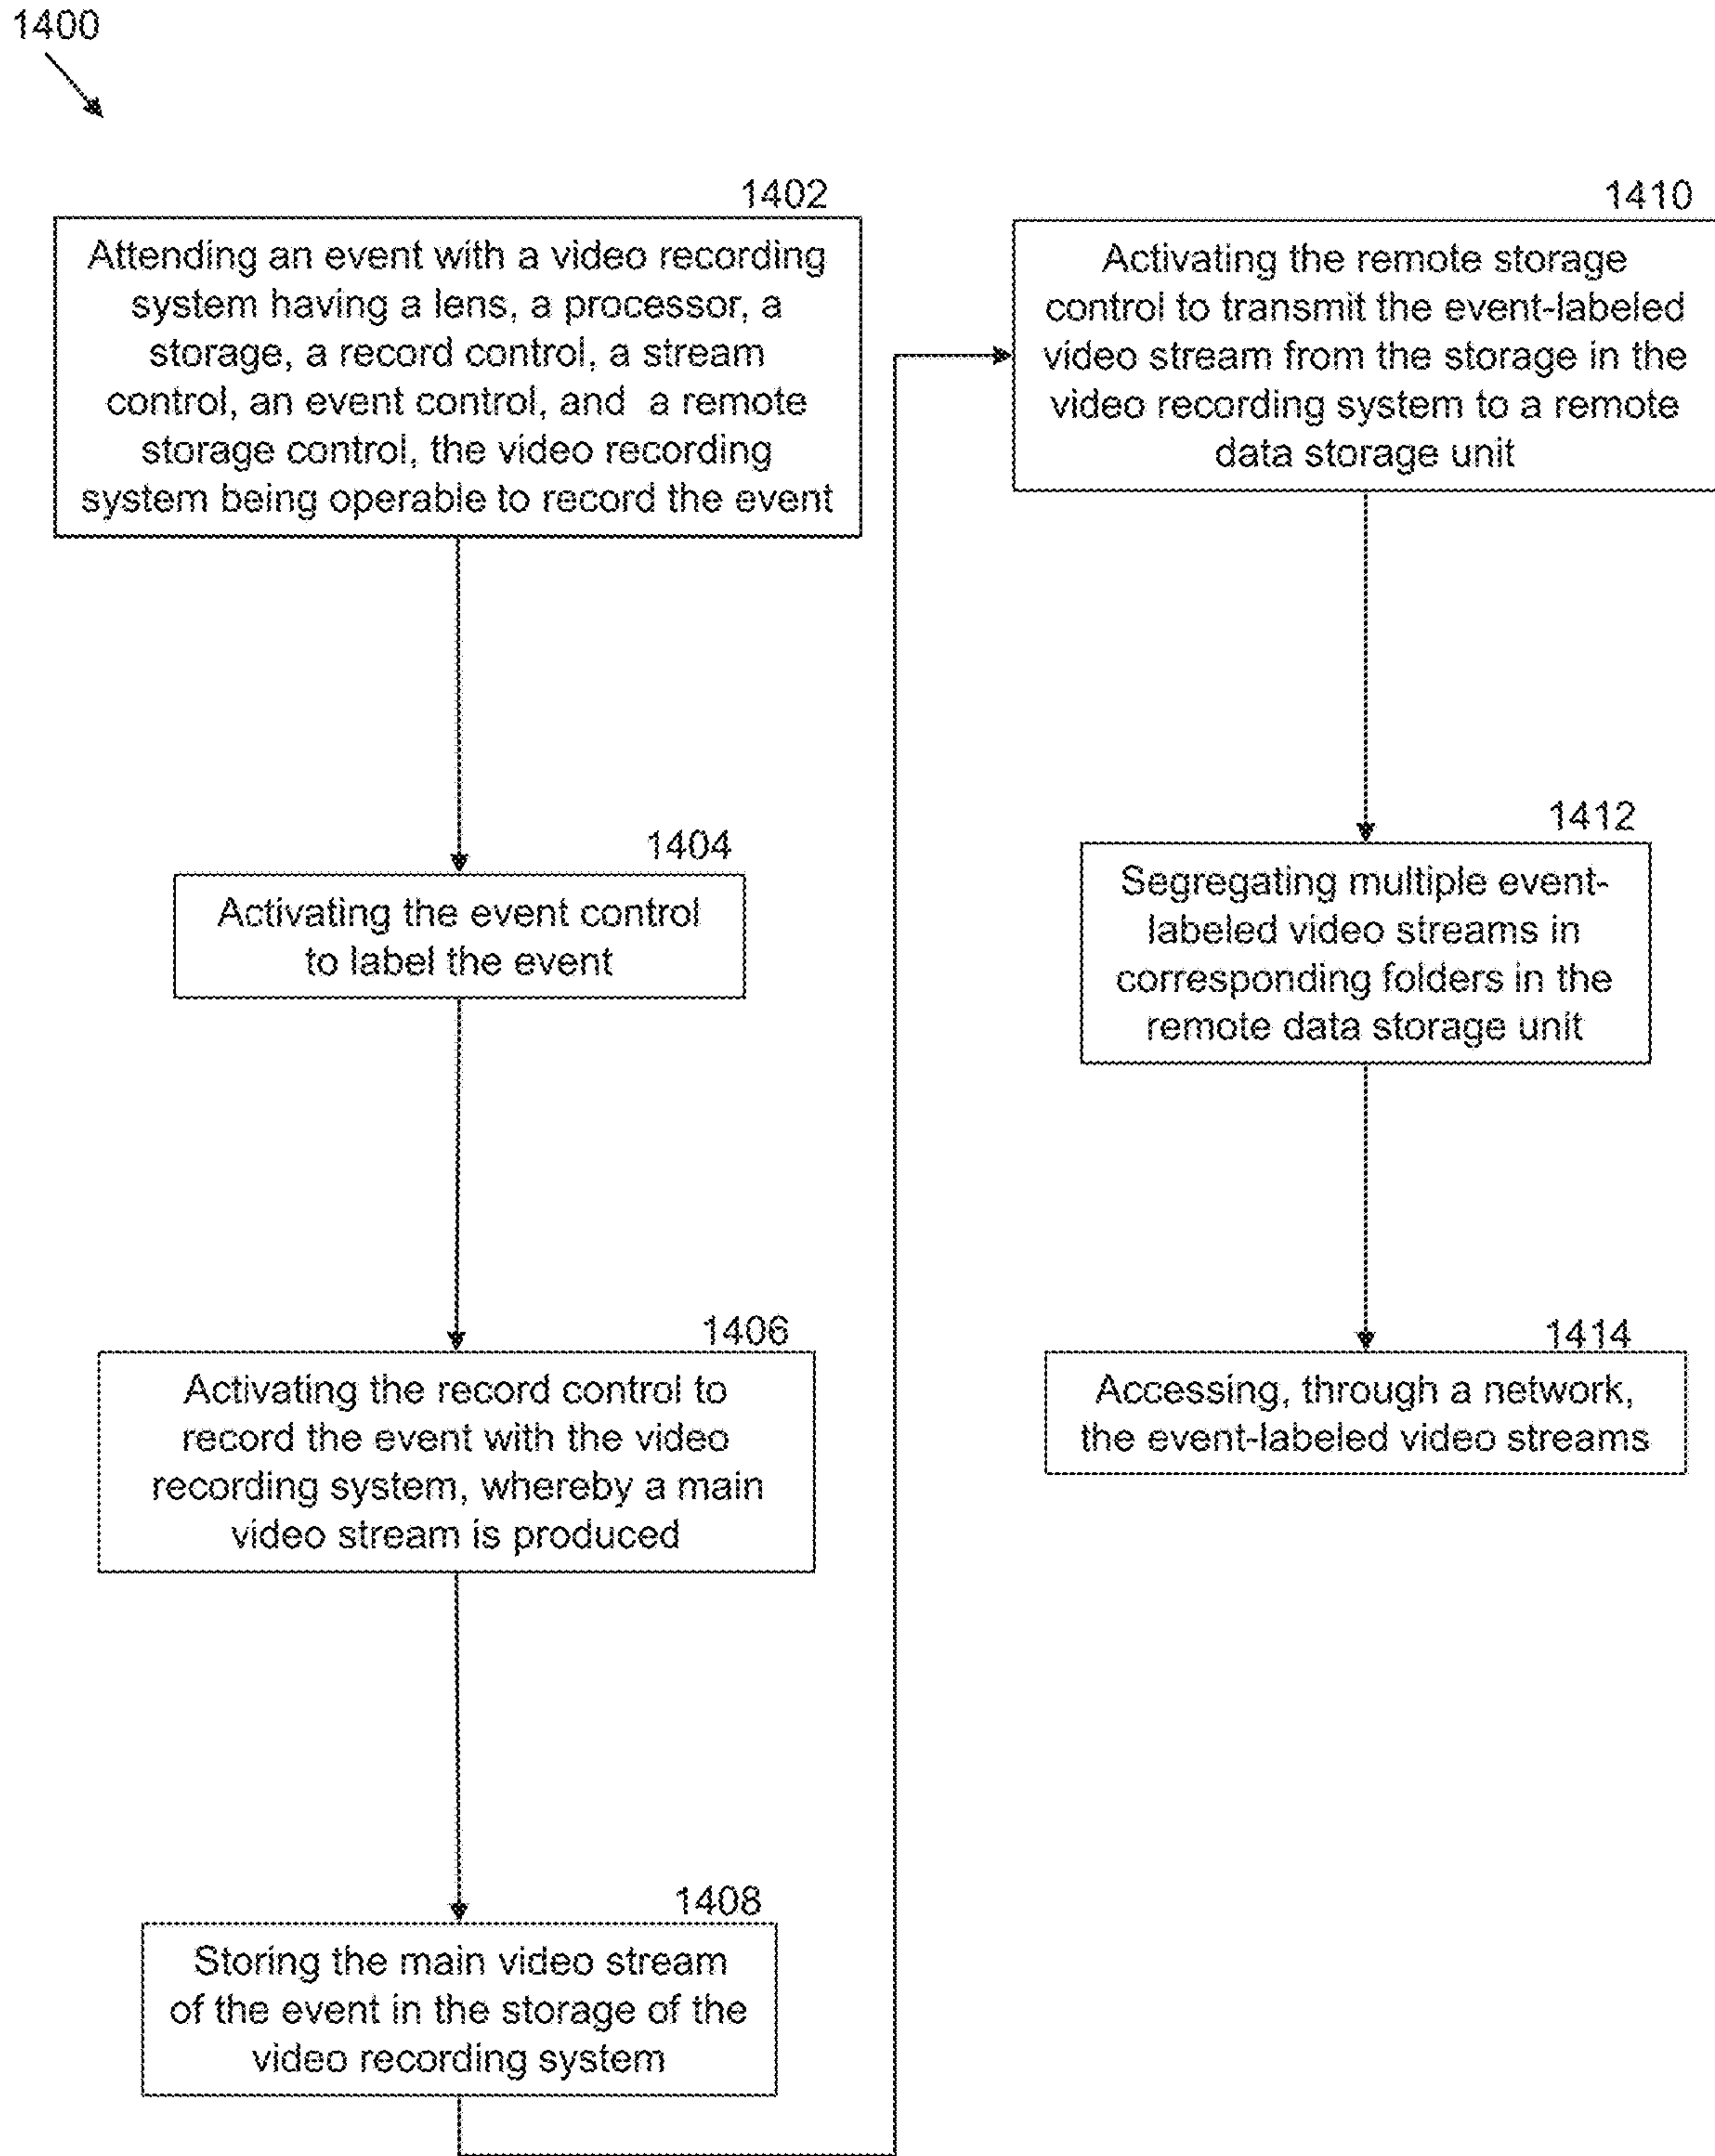 1400
1402
Attending an event with a video recording
system having a lens, a processor, a
storage, a record control, a stream
control, an event control, and a remote
storage control, the video recording
system being operable to record the event
1404
Activating the event control
to label the event
1406
Activating the record control to
record the event with the video
recording system, whereby a main
video stream is produced
1408
Storing the main video stream
of the event in the storage of the
video recording system
1410
Activating the remote storage
control to transmit the event-labeled
video stream from the storage in the
video recording system to a remote
data storage unit
1412
Segregating multiple event-
labeled video streams in
corresponding folders in the
remote data storage unit
1414
Accessing, through a network,
the event-labeled video streams